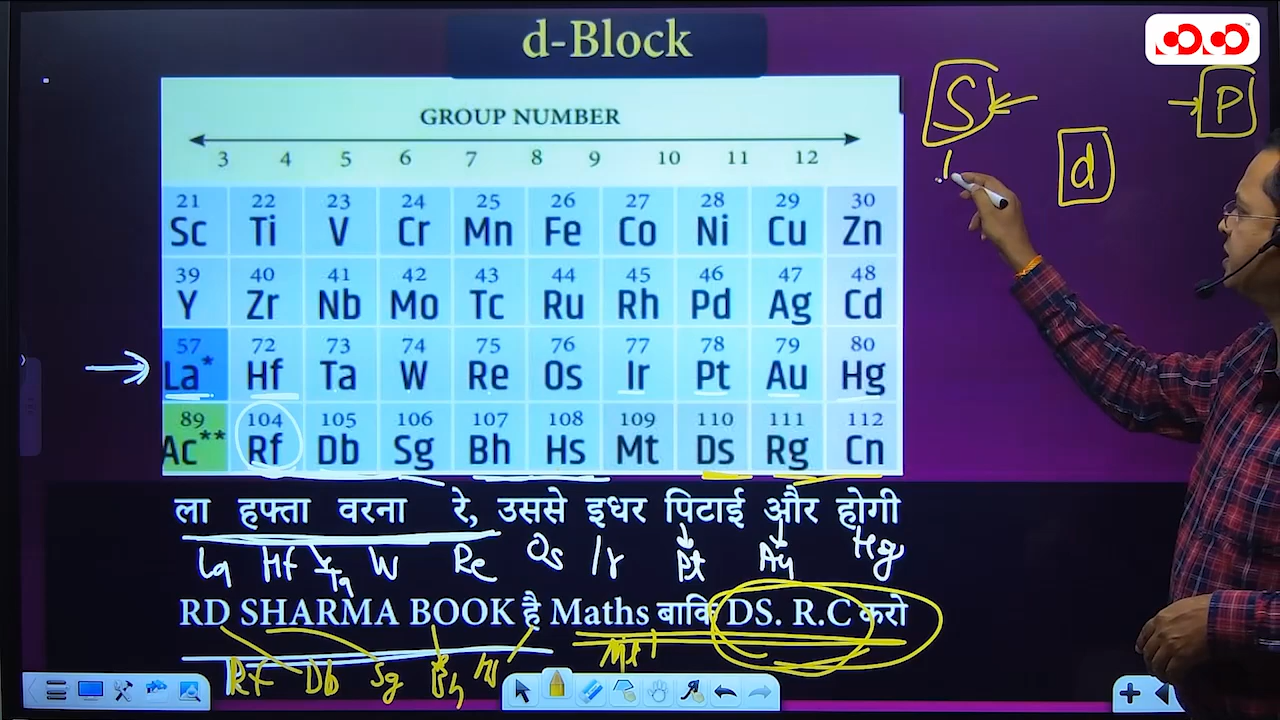 d-Block
GROUP NUMBER
3 4 5 6 7 8 9 10 11 12
21 22 23 24 25 26 27 28 29 30
Sc Ti V Cr Mn Fe Co Ni Cu Zn
39 40 41 42 43 44 45 46 47 48
Y Zr Nb Mo Tc Ru Rh Pd Ag Cd
57 72 73 74 75 76 77 78 79 80
La* Hf Ta W Re Os Ir Pt Au Hg
89 104 105 106 107 108 109 110 111 112
Ac** Rf Db Sg Bh Hs Mt Ds Rg Cn
ला हफ्ता वरना रे, उससे इधर पिटाई और होगी
La Hf Ta W Re Os Ir Pt Au Hg
RD SHARMA BOOK है Maths बाकि DS. R.C करो
Rf Db Sg Bh Hs Mt
S P
d